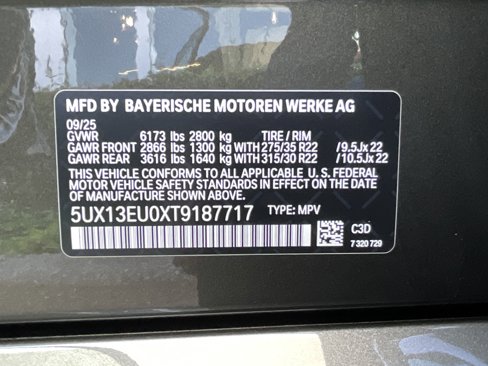 MFD BY BAYERISCHE MOTOREN WERKE AG
09/25
GVWR 6173 lbs 2800 kg TIRE / RIM
GAWR FRONT 2866 lbs 1300 kg WITH 275/35 R22 /9.5Jx 22
GAWR REAR 3616 lbs 1640 kg WITH 315/30 R22 /10.5Jx 22
THIS VEHICLE CONFORMS TO ALL APPLICABLE U. S. FEDERAL
MOTOR VEHICLE SAFETY STANDARDS IN EFFECT ON THE DATE
OF MANUFACTURE SHOWN ABOVE.
5UX13EU0XT9187717 TYPE: MPV
C3D
7 320 729